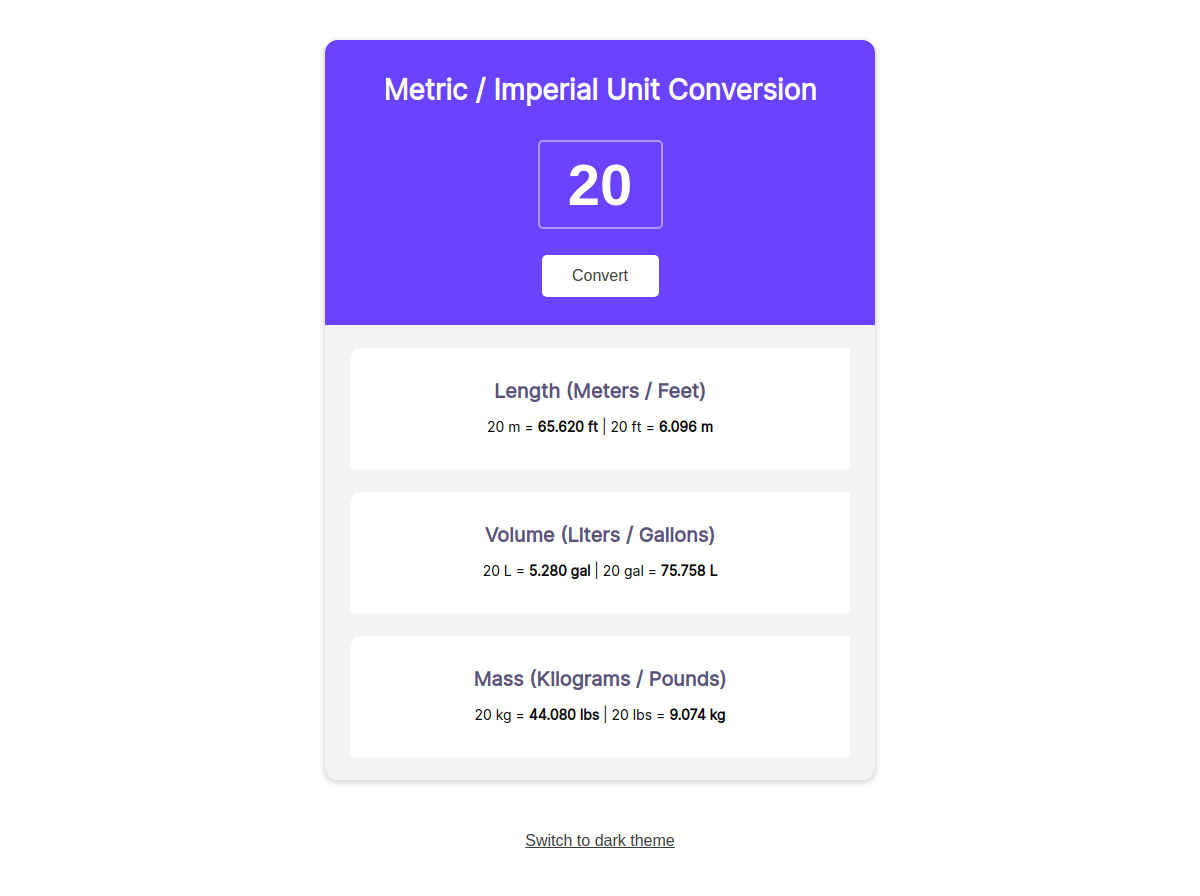 Metric / Imperial Unit Conversion
20
Convert
Length (Meters / Feet)
20 m = 65.620 ft | 20 ft = 6.096 m
Volume (Liters / Gallons)
20 L = 5.280 gal | 20 gal = 75.758 L
Mass (Kilograms / Pounds)
20 kg = 44.080 lbs | 20 lbs = 9.074 kg
Switch to dark theme